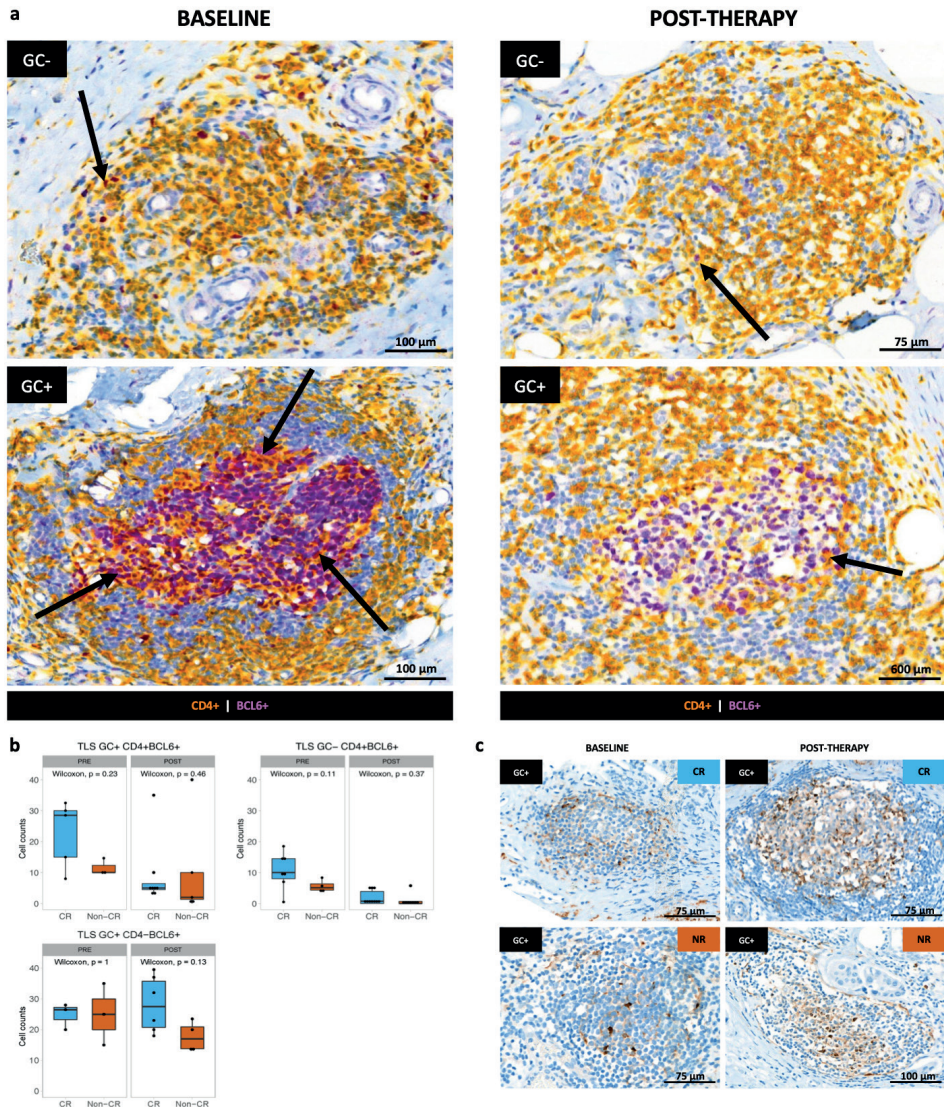 a
BASELINE
POST-THERAPY
GC-
100 µm
GC-
75 µm
GC+
100 µm
GC+
600 µm
CD4+ | BCL6+
CD4+ | BCL6+
b
TLS GC+ CD4+BCL6+
PRE
POST
Wilcoxon, p = 0.23
Wilcoxon, p = 0.46
Cell counts
40
30
20
10
0
CR
Non-CR
CR
Non-CR
TLS GC- CD4+BCL6+
PRE
POST
Wilcoxon, p = 0.11
Wilcoxon, p = 0.37
Cell counts
40
30
20
10
0
CR
Non-CR
CR
Non-CR
TLS GC+ CD4-BCL6+
PRE
POST
Wilcoxon, p = 1
Wilcoxon, p = 0.13
Cell counts
40
30
20
10
0
CR
Non-CR
CR
Non-CR
c
BASELINE
POST-THERAPY
GC+
CR
75 µm
GC+
CR
75 µm
GC+
NR
75 µm
GC+
NR
100 µm